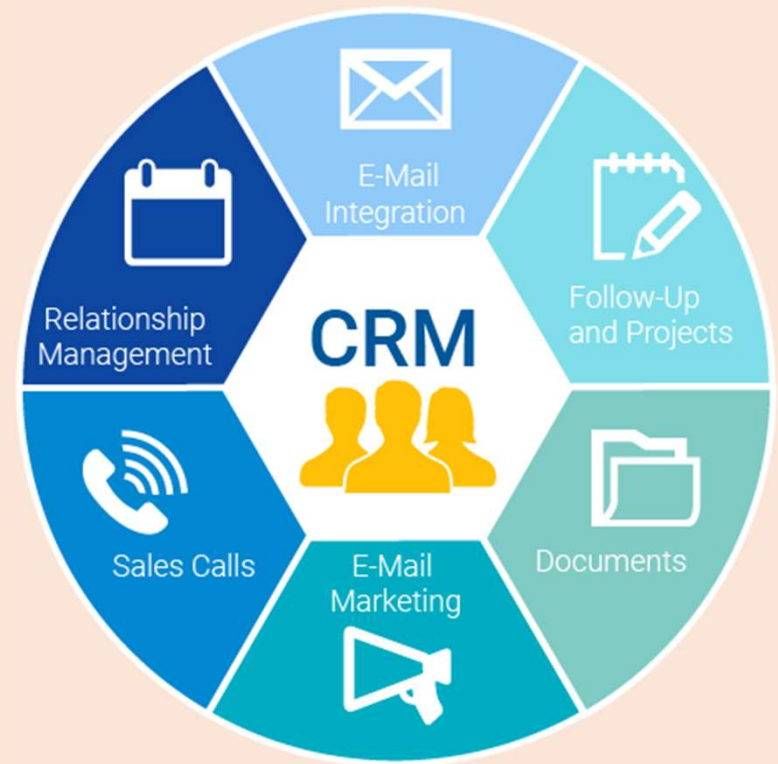 E-Mail
Integration
Follow-Up
and Projects
Relationship
Management
CRM
Sales Calls
E-Mail
Marketing
Documents